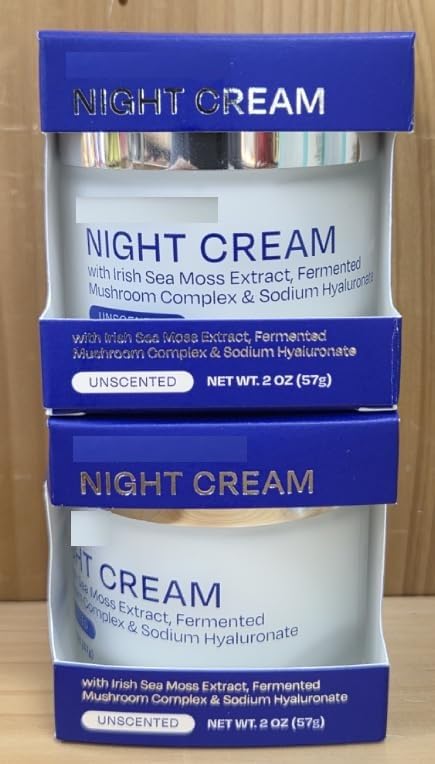 NIGHT CREAM
NIGHT CREAM
with Irish Sea Moss Extract, Fermented
Mushroom Complex & Sodium Hyaluronate
with Irish Sea Moss Extract, Fermented
Mushroom Complex & Sodium Hyaluronate
UNSCENTED NET WT. 2 OZ (57g)
NIGHT CREAM
CREAM
Moss Extract, Fermented
Complex & Sodium Hyaluronate
with Irish Sea Moss Extract, Fermented
Mushroom Complex & Sodium Hyaluronate
UNSCENTED NET WT. 2 OZ (57g)